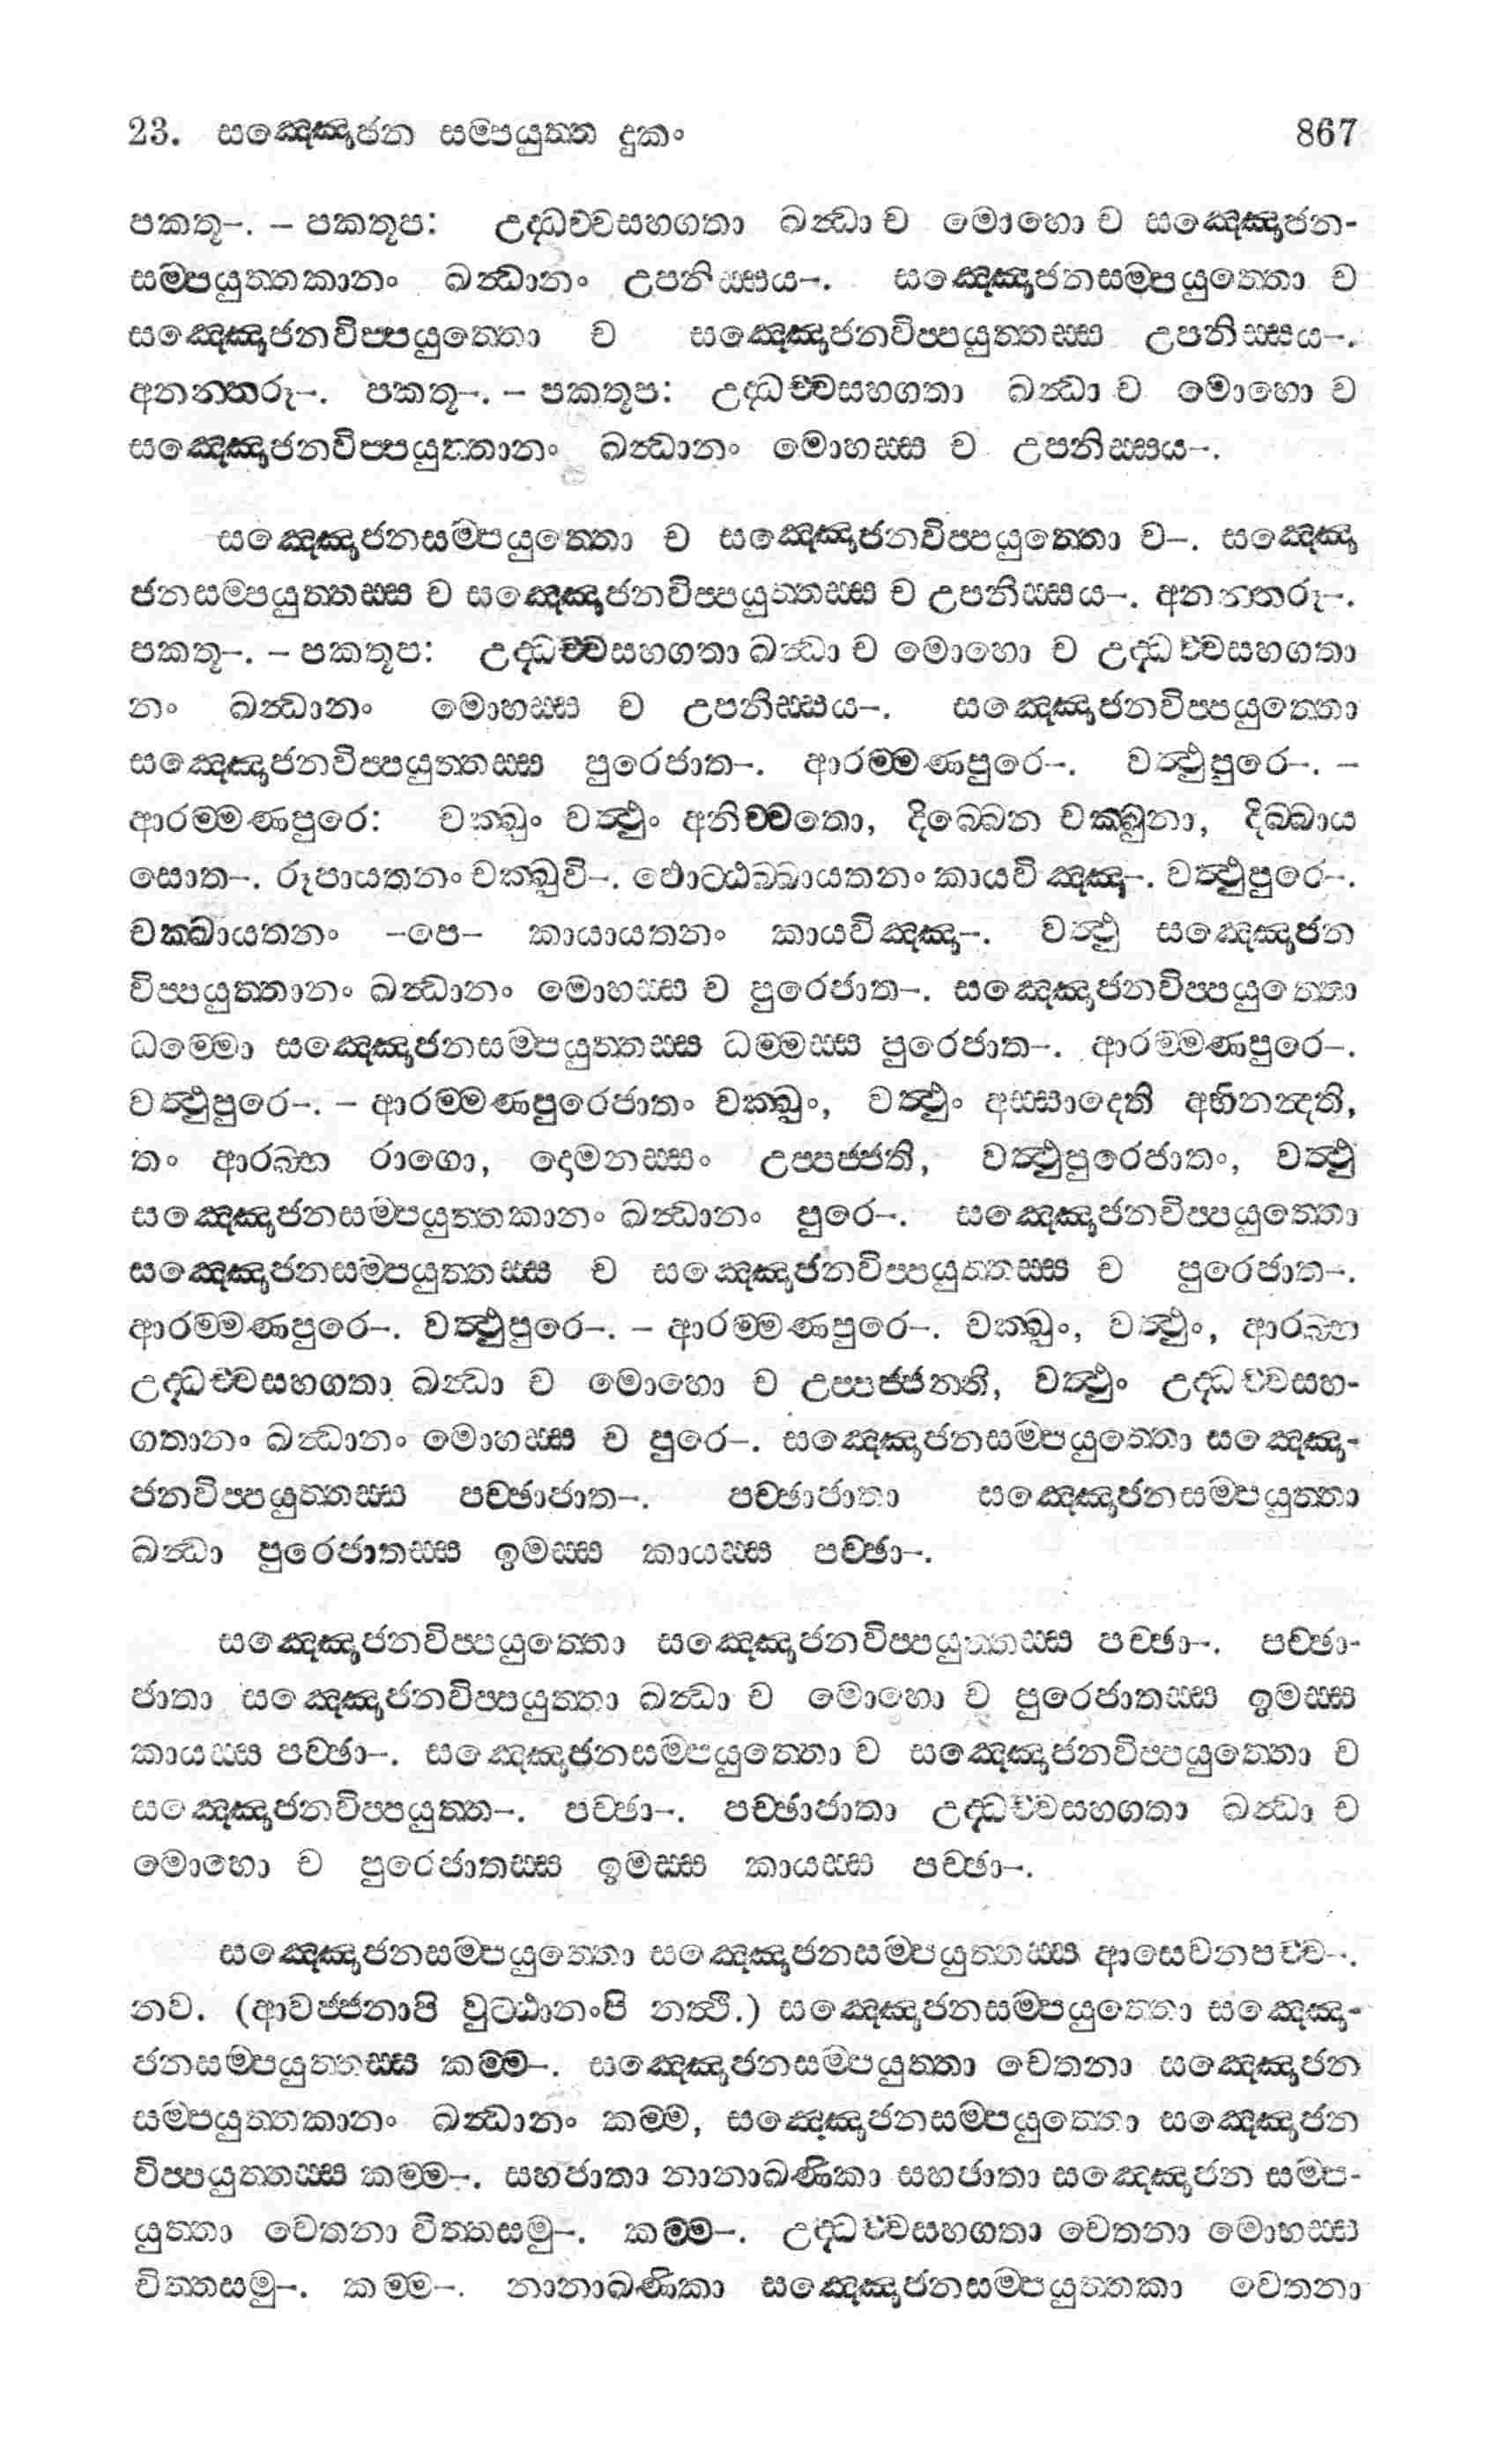 23. සඤ්ඤොජන සම්පයුත්ත දුකං 867
පකතූ–. – පකතූප: උද්ධච්චසහගතා ඛන්ධා ච මොහො ච සඤ්ඤොජන-
සම්පයුත්තකානං ඛන්ධානං උපනිස්සය–. සඤ්ඤොජනසම්පයුත්තො ච
සඤ්ඤොජනවිප්පයුත්තො ච සඤ්ඤොජනවිප්පයුත්තස්ස උපනිස්සය–.
අනන්තරූ–. පකතූ–. – පකතූප: උද්ධච්චසහගතා ඛන්ධා ච මොහො ච
සඤ්ඤොජනවිප්පයුත්තානං ඛන්ධානං මොහස්ස ච උපනිස්සය–.
සඤ්ඤොජනසම්පයුත්තො ච සඤ්ඤොජනවිප්පයුත්තො ච–. සඤ්ඤො
ජනසම්පයුත්තස්ස ච සඤ්ඤොජනවිප්පයුත්තස්ස ච උපනිස්සය–. අනන්තරූ–.
පකතූ–. – පකතූප: උද්ධච්චසහගතා ඛන්ධා ච මොහො ච උද්ධච්චසහගතා
නං ඛන්ධානං මොහස්ස ච උපනිස්සය–. සඤ්ඤොජනවිප්පයුත්තො
සඤ්ඤොජනවිප්පයුත්තස්ස පුරෙජාත–. ආරම්මණපුරෙ–. වත්ථුපුරෙ–. –
ආරම්මණපුරෙ: චක්ඛුං වත්ථුං අනිච්චතො, දිබ්බෙන චක්ඛුනා, දිබ්බාය
සොත–. රූපායතනං චක්ඛුවි–. ඵොට්ඨබ්බායතනං කායවිඤ්ඤ–. වත්ථුපුරෙ–.
චක්ඛායතනං –පෙ– කායායතනං කායවිඤ්ඤ–. වත්ථු සඤ්ඤොජන
විප්පයුත්තානං ඛන්ධානං මොහස්ස ච පුරෙජාත–. සඤ්ඤොජනවිප්පයුත්තො
ධම්මො සඤ්ඤොජනසම්පයුත්තස්ස ධම්මස්ස පුරෙජාත–. ආරම්මණපුරෙ–.
වත්ථුපුරෙ–. – ආරම්මණපුරෙජාතං චක්ඛුං, වත්ථුං අස්සාදෙති අභිනන්දති,
තං ආරබ්භ රාගො, දොමනස්සං උප්පජ්ජති, වත්ථුපුරෙජාතං, වත්ථු
සඤ්ඤොජනසම්පයුත්තකානං ඛන්ධානං පුරෙ–. සඤ්ඤොජනවිප්පයුත්තො
සඤ්ඤොජනසම්පයුත්තස්ස ච සඤ්ඤොජනවිප්පයුත්තස්ස ච පුරෙජාත–.
ආරම්මණපුරෙ–. වත්ථුපුරෙ–. – ආරම්මණපුරෙ–. චක්ඛුං, වත්ථුං, ආරබ්භ
උද්ධච්චසහගතා ඛන්ධා ච මොහො ච උප්පජ්ජන්ති, වත්ථුං උද්ධච්චසහ-
ගතානං ඛන්ධානං මොහස්ස ච පුරෙ–. සඤ්ඤොජනසම්පයුත්තො සඤ්ඤො-
ජනවිප්පයුත්තස්ස පච්ඡාජාත–. පච්ඡාජාතා සඤ්ඤොජනසම්පයුත්තා
ඛන්ධා පුරෙජාතස්ස ඉමස්ස කායස්ස පච්ඡා–.
සඤ්ඤොජනවිප්පයුත්තො සඤ්ඤොජනවිප්පයුත්තස්ස පච්ඡා–. පච්ඡා-
ජාතා සඤ්ඤොජනවිප්පයුත්තා ඛන්ධා ච මොහො ච පුරෙජාතස්ස ඉමස්ස
කායස්ස පච්ඡා–. සඤ්ඤොජනසම්පයුත්තො ච සඤ්ඤොජනවිප්පයුත්තො ච
සඤ්ඤොජනවිප්පයුත්ත–. පච්ඡා–. පච්ඡාජාතා උද්ධච්චසහගතා ඛන්ධා ච
මොහො ච පුරෙජාතස්ස ඉමස්ස කායස්ස පච්ඡා–.
සඤ්ඤොජනසම්පයුත්තො සඤ්ඤොජනසම්පයුත්තස්ස ආසෙවනපච්ච–.
නව. (ආවජ්ජනාපි වුට්ඨානංපි නත්ථි.) සඤ්ඤොජනසම්පයුත්තො සඤ්ඤො-
ජනසම්පයුත්තස්ස කම්ම–. සඤ්ඤොජනසම්පයුත්තා චෙතනා සඤ්ඤොජන
සම්පයුත්තකානං ඛන්ධානං කම්ම, සඤ්ඤොජනසම්පයුත්තො සඤ්ඤොජන
විප්පයුත්තස්ස කම්ම–. සහජාතා නානාඛණිකා සහජාතා සඤ්ඤොජන සම්ප-
යුත්තා චෙතනා චිත්තසමු–. කම්ම–. උද්ධච්චසහගතා චෙතනා මොහස්ස
චිත්තසමු–. කම්ම–. නානාඛණිකා සඤ්ඤොජනසම්පයුත්තකා චෙතනා